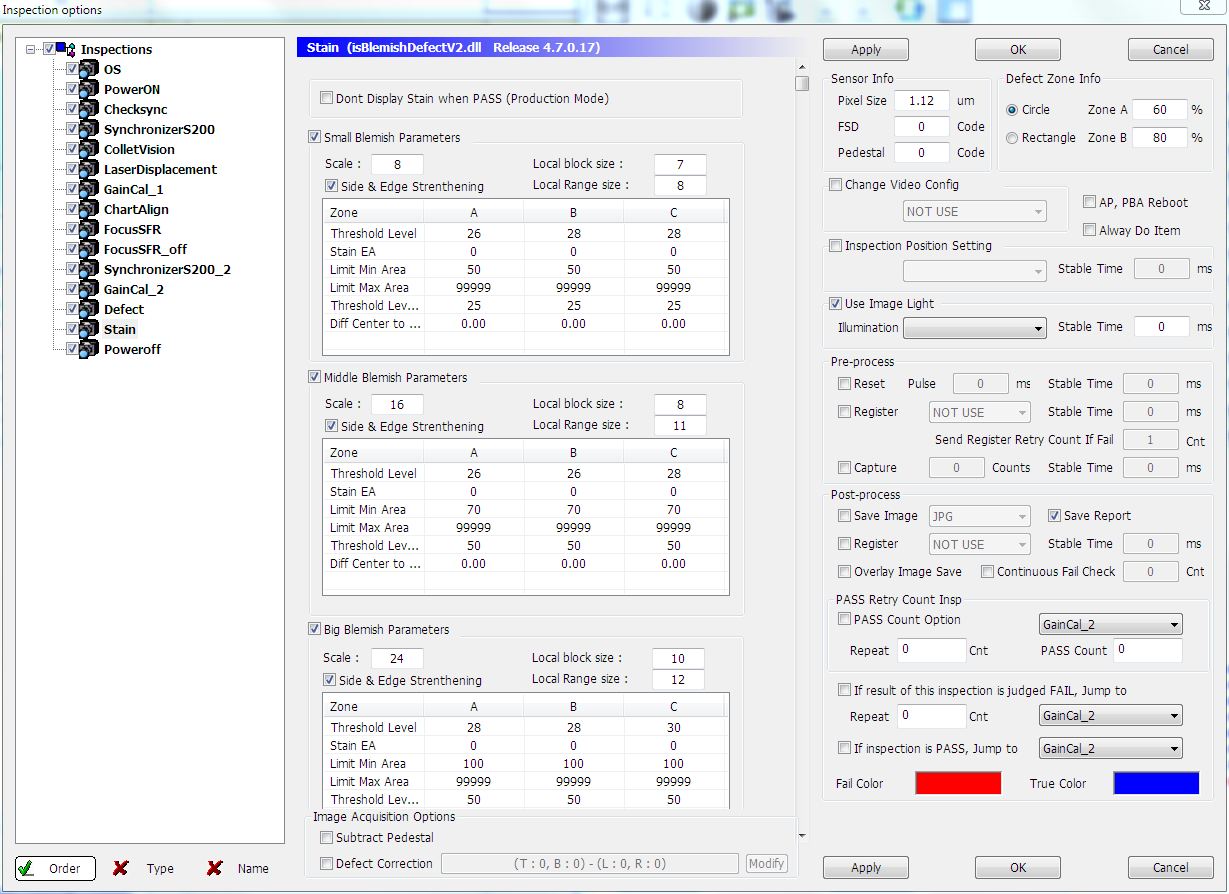 Inspection options
Inspections
OS
PowerON
Checksync
SynchronizerS200
ColletVision
LaserDisplacement
GainCal_1
ChartAlign
FocusSFR
FocusSFR_off
SynchronizerS200_2
GainCal_2
Defect
Stain
Poweroff
Order Type Name
Stain (isBlemishDefectV2.dll Release 4.7.0.17)
Dont Display Stain when PASS (Production Mode)
Small Blemish Parameters
Scale : 8 Local block size : 7
Side & Edge Strenthening Local Range size : 8
Zone A B C
Threshold Level 26 28 28
Stain EA 0 0 0
Limit Min Area 50 50 50
Limit Max Area 99999 99999 99999
Threshold Lev... 25 25 25
Diff Center to ... 0.00 0.00 0.00
Middle Blemish Parameters
Scale : 16 Local block size : 8
Side & Edge Strenthening Local Range size : 11
Zone A B C
Threshold Level 26 26 28
Stain EA 0 0 0
Limit Min Area 70 70 70
Limit Max Area 99999 99999 99999
Threshold Lev... 50 50 50
Diff Center to ... 0.00 0.00 0.00
Big Blemish Parameters
Scale : 24 Local block size : 10
Side & Edge Strenthening Local Range size : 12
Zone A B C
Threshold Level 28 28 30
Stain EA 0 0 0
Limit Min Area 100 100 100
Limit Max Area 99999 99999 99999
Threshold Lev... 50 50 50
Image Acquisition Options
Subtract Pedestal
Defect Correction (T : 0, B : 0) - (L : 0, R : 0) Modify
Apply OK Cancel
Sensor Info
Pixel Size 1.12 um
FSD 0 Code
Pedestal 0 Code
Defect Zone Info
Circle Zone A 60 %
Rectangle Zone B 80 %
Change Video Config
NOT USE
AP, PBA Reboot
Alway Do Item
Inspection Position Setting
Stable Time 0 ms
Use Image Light
Illumination Stable Time 0 ms
Pre-process
Reset Pulse 0 ms Stable Time 0 ms
Register NOT USE Stable Time 0 ms
Send Register Retry Count If Fail 1 Cnt
Capture 0 Counts Stable Time 0 ms
Post-process
Save Image JPG Save Report
Register NOT USE Stable Time 0 ms
Overlay Image Save Continuous Fail Check 0 Cnt
PASS Retry Count Insp
PASS Count Option GainCal_2
Repeat 0 Cnt PASS Count 0
If result of this inspection is judged FAIL, Jump to
Repeat 0 Cnt GainCal_2
If inspection is PASS, Jump to GainCal_2
Fail Color True Color
Apply OK Cancel